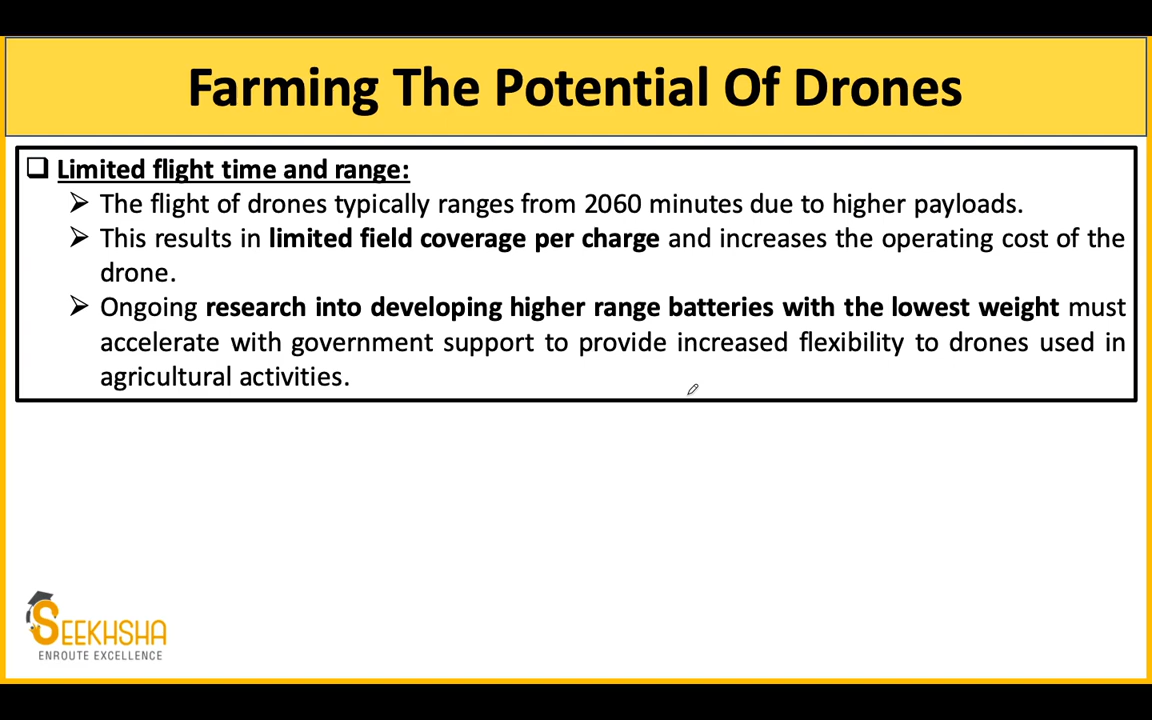 Farming The Potential Of Drones
Limited flight time and range:
The flight of drones typically ranges from 2060 minutes due to higher payloads.
This results in limited field coverage per charge and increases the operating cost of the
drone.
Ongoing research into developing higher range batteries with the lowest weight must
accelerate with government support to provide increased flexibility to drones used in
agricultural activities.
SEEKHSHA
ENROUTE EXCELLENCE